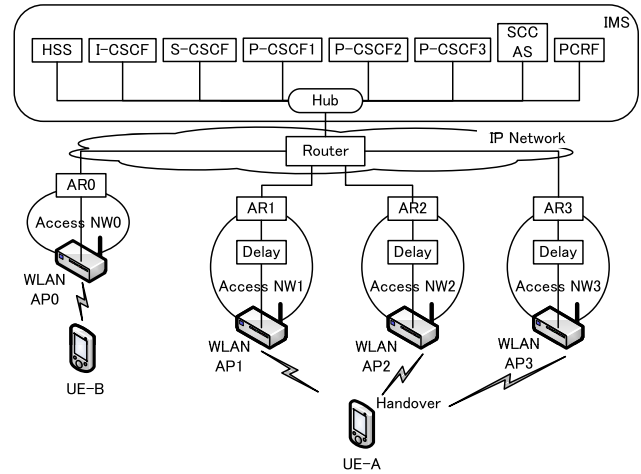 IMS
HSS
I-CSCF
S-CSCF
P-CSCF1
P-CSCF2
P-CSCF3
SCC
AS
PCRF
Hub
IP Network
Router
AR0
AR1
AR2
AR3
Access NW0
Delay
Delay
Delay
Access NW1
Access NW2
Access NW3
WLAN
AP0
WLAN
AP1
WLAN
AP2
WLAN
AP3
UE-B
Handover
UE-A